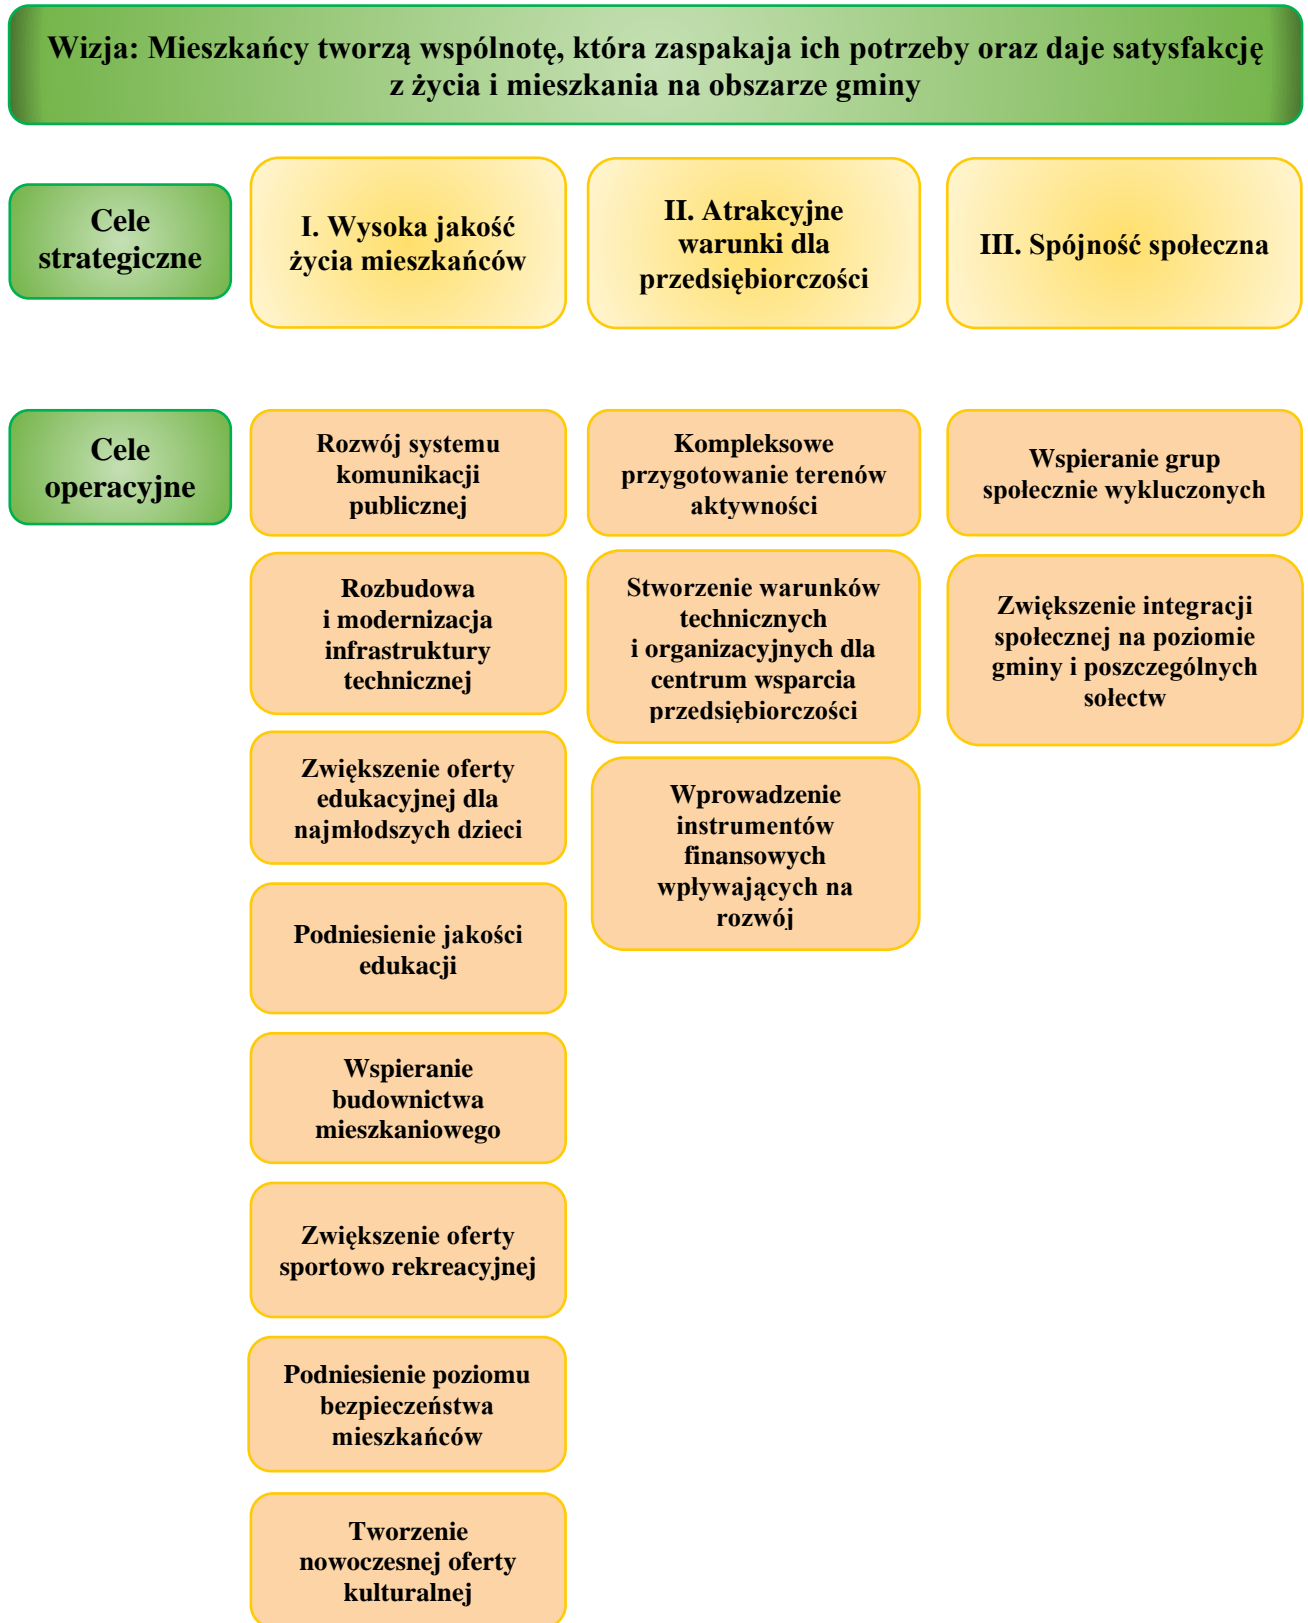 Wizja: Mieszkańcy tworzą wspólnotę, która zaspakaja ich potrzeby oraz daje satysfakcję
z życia i mieszkania na obszarze gminy
Cele
strategiczne
I. Wysoka jakość
życia mieszkańców
II. Atrakcyjne
warunki dla
przedsiębiorczości
III. Spójność społeczna
Cele
operacyjne
Rozwój systemu
komunikacji
publicznej
Rozbudowa
i modernizacja
infrastruktury
technicznej
Zwiększenie oferty
edukacyjnej dla
najmłodszych dzieci
Podniesienie jakości
edukacji
Wspieranie
budownictwa
mieszkaniowego
Zwiększenie oferty
sportowo rekreacyjnej
Podniesienie poziomu
bezpieczeństwa
mieszkańców
Tworzenie
nowoczesnej oferty
kulturalnej
Kompleksowe
przygotowanie terenów
aktywności
Stworzenie warunków
technicznych
i organizacyjnych dla
centrum wsparcia
przedsiębiorczości
Wprowadzenie
instrumentów
finansowych
wpływających na
rozwój
Wspieranie grup
społecznie wykluczonych
Zwiększenie integracji
społecznej na poziomie
gminy i poszczególnych
sołectw